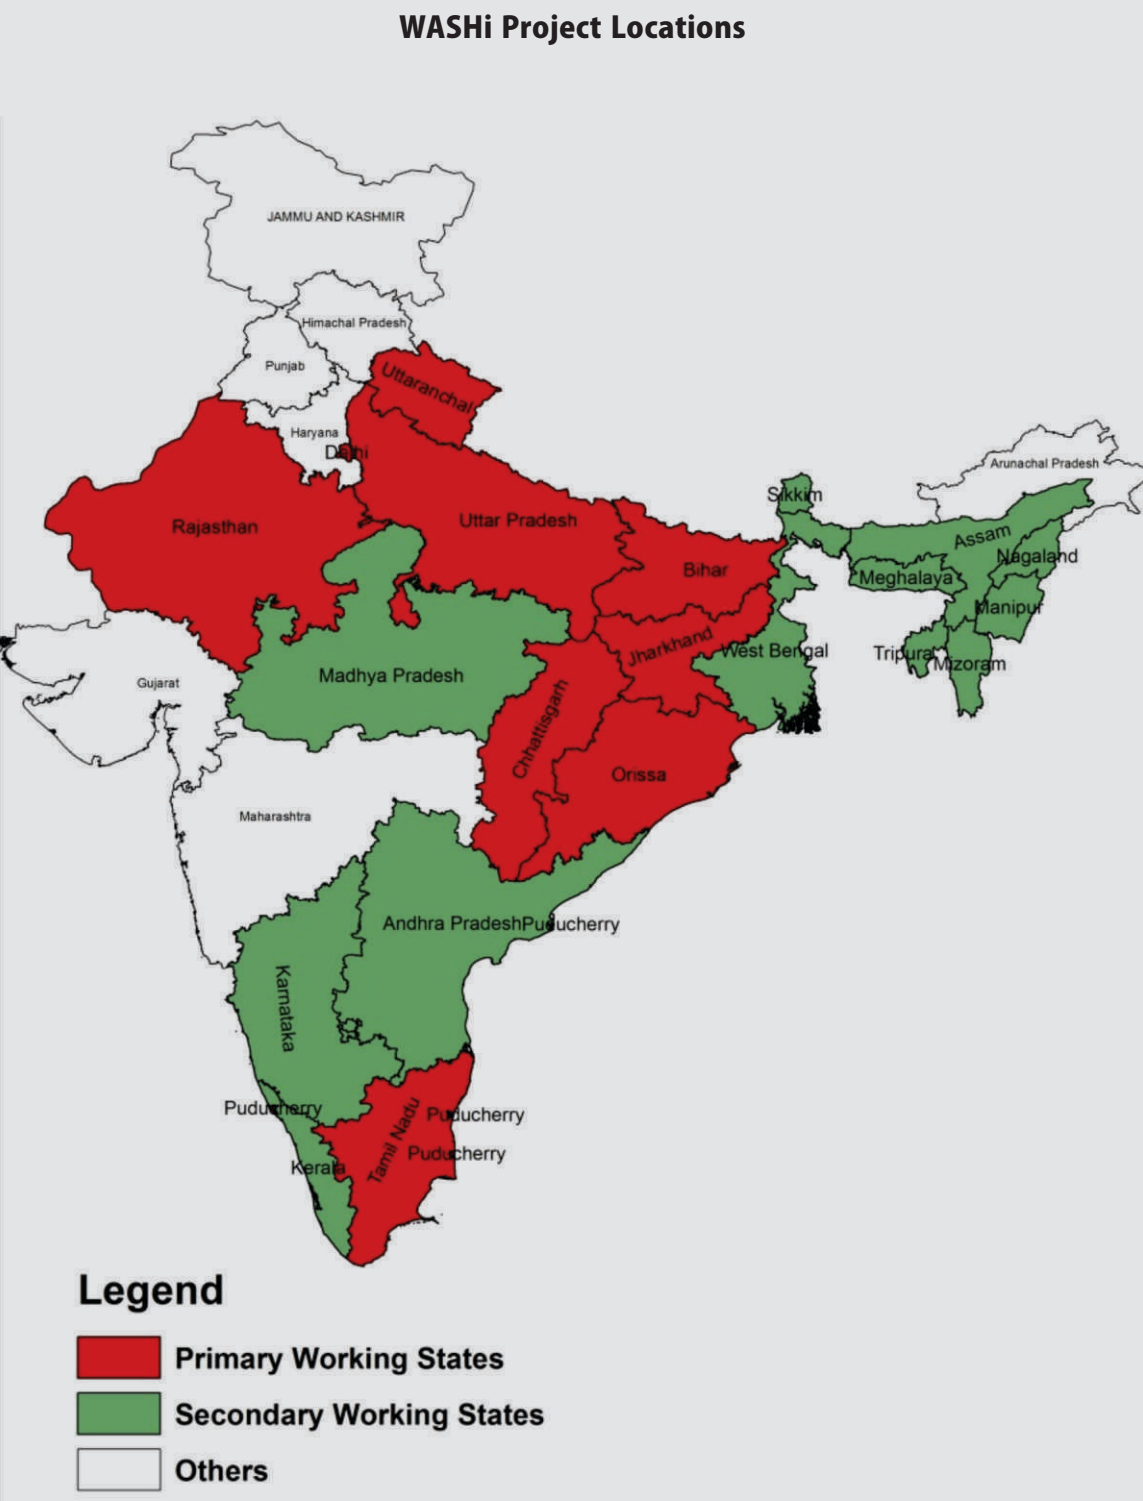 WASHi Project Locations
JAMMU AND KASHMIR
Himachal Pradesh
Punjab
Uttaranchal
Haryana
Delhi
Arunachal Pradesh
Sikkim
Rajasthan
Uttar Pradesh
Assam
Nagaland
Bihar
Meghalaya
Manipur
Jharkhand
West Bengal
Tripura
Mizoram
Madhya Pradesh
Gujarat
Chhattisgarh
Orissa
Maharashtra
Andhra Pradesh
Puducherry
Karnataka
Puducherry
Puducherry
Tamil Nadu
Puducherry
Kerala
Legend
Primary Working States
Secondary Working States
Others